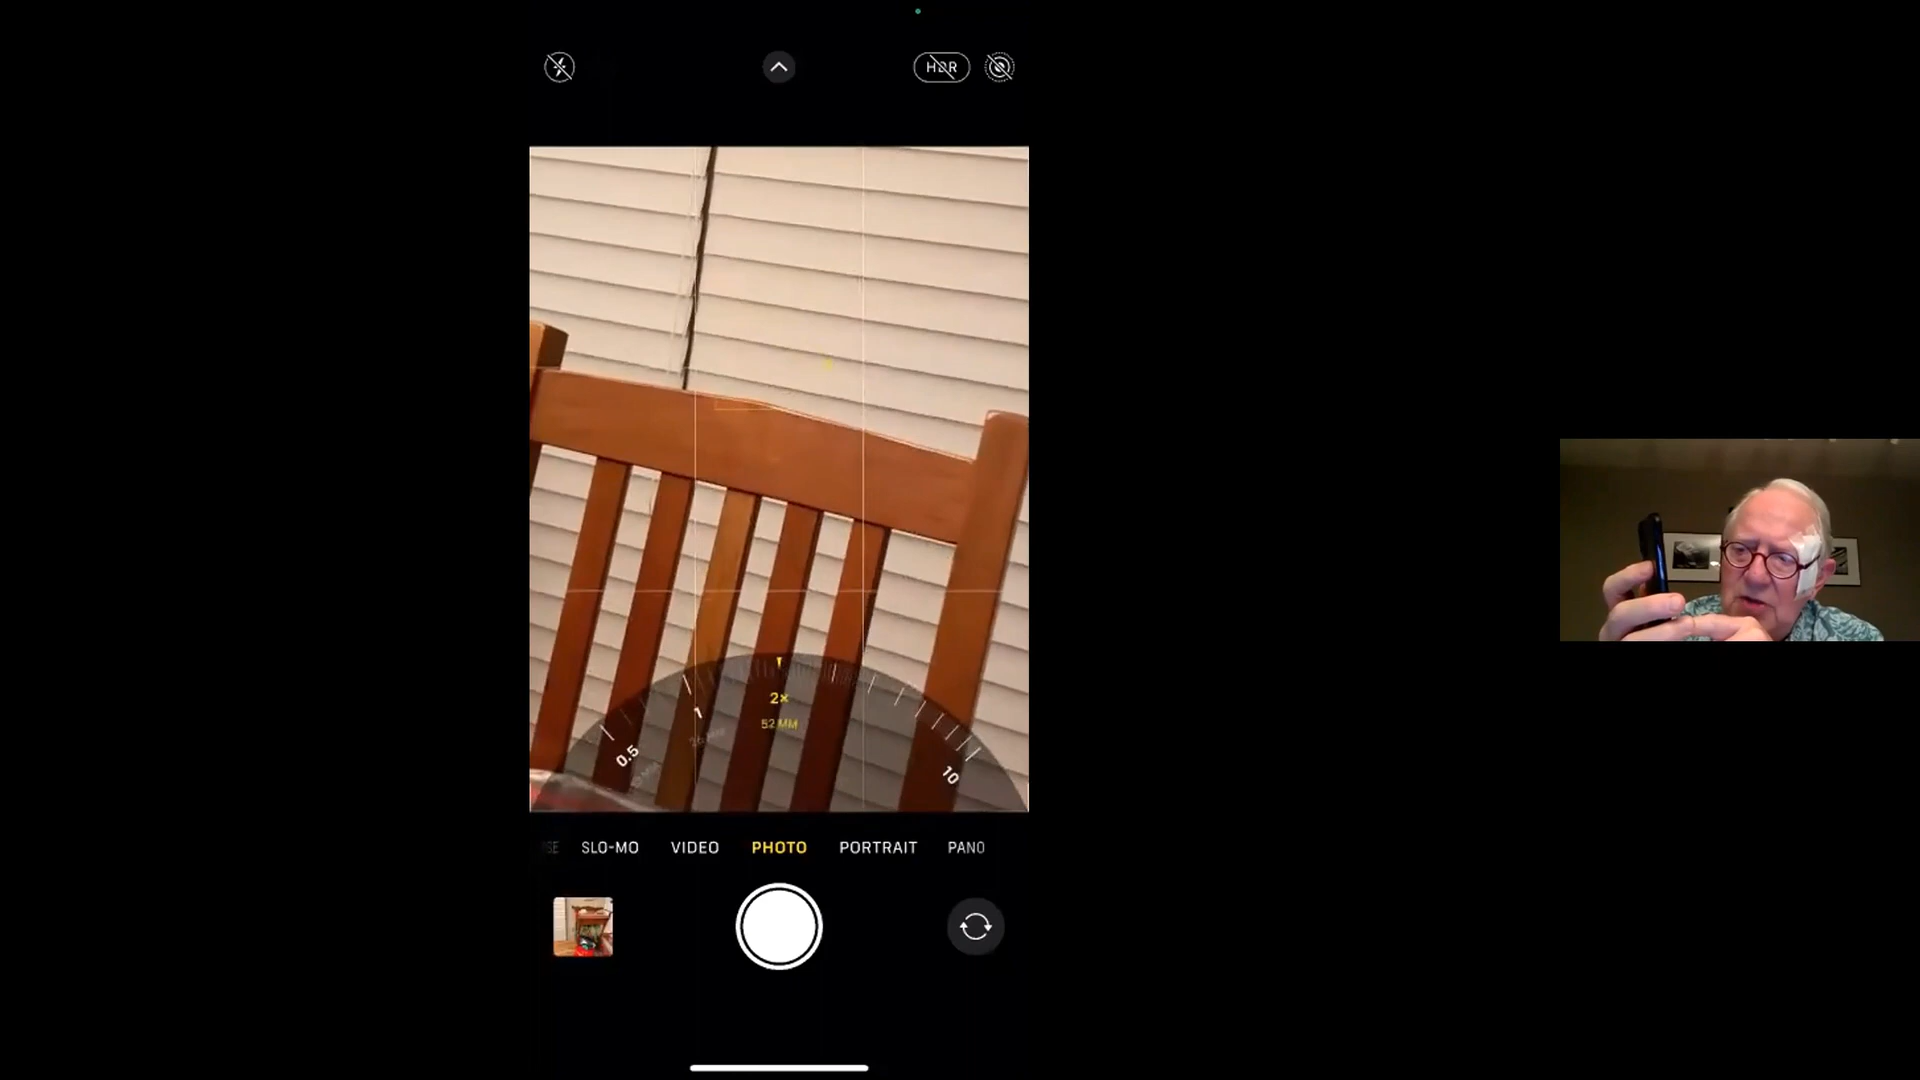 HDR
2×
52 MM
1
0.5
10
SLO-MO
VIDEO
PHOTO
PORTRAIT
PANO